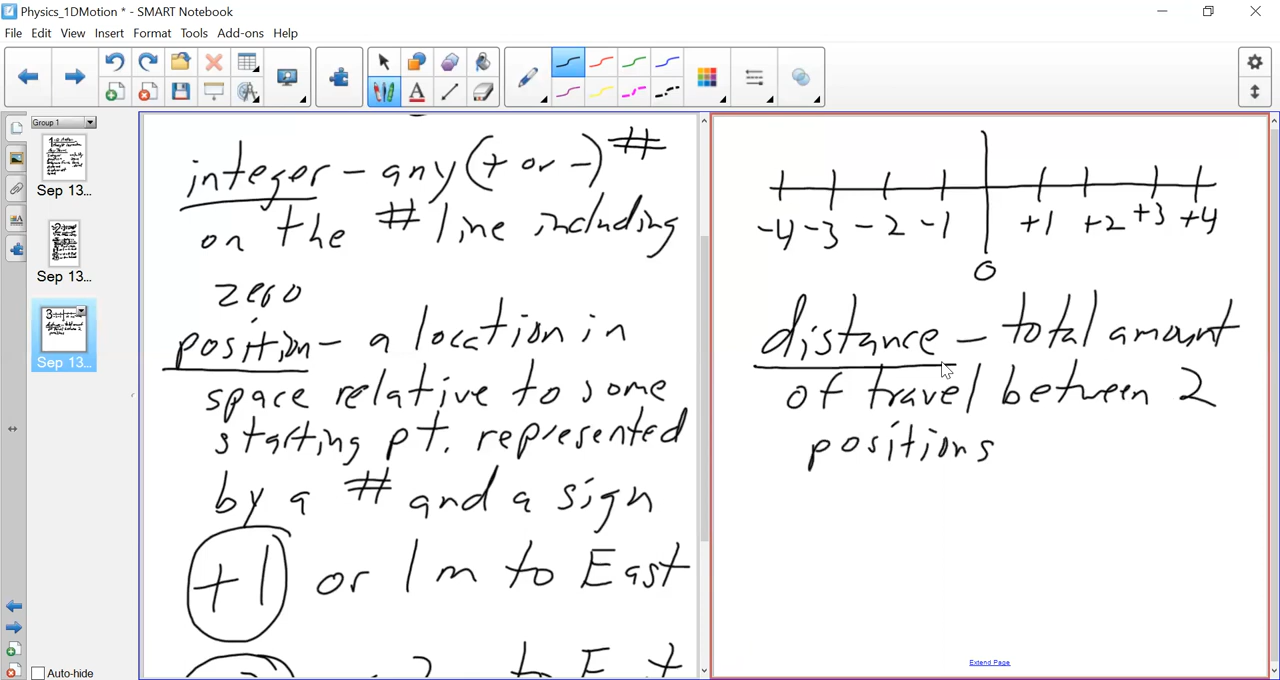 Physics_1DMotion * - SMART Notebook
File Edit View Insert Format Tools Add-ons Help
Group 1
Sep 13...
Sep 13...
Sep 13...
Auto-hide
integer - any (+ or -) #
on the # line including
zero
position - a location in
space relative to some
starting pt. represented
by a # and a sign
+1 or 1 m to East
-4 -3 -2 -1 +1 +2 +3 +4
0
distance - total amount
of travel between 2
positions
Extend Page